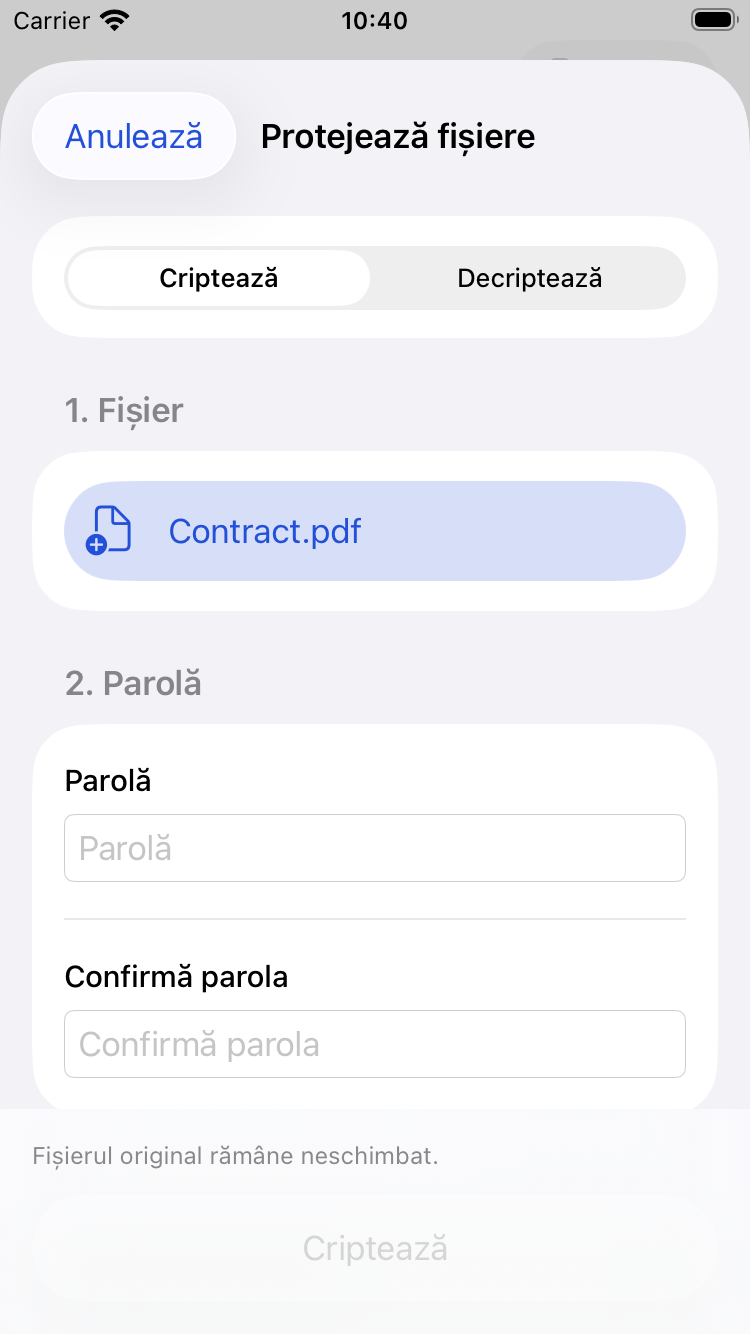 Carrier 10:40
Anulează Protejează fișiere
Criptează Decriptează
1. Fișier
Contract.pdf
2. Parolă
Parolă
Parolă
Confirmă parola
Confirmă parola
Fișierul original rămâne neschimbat.
Criptează